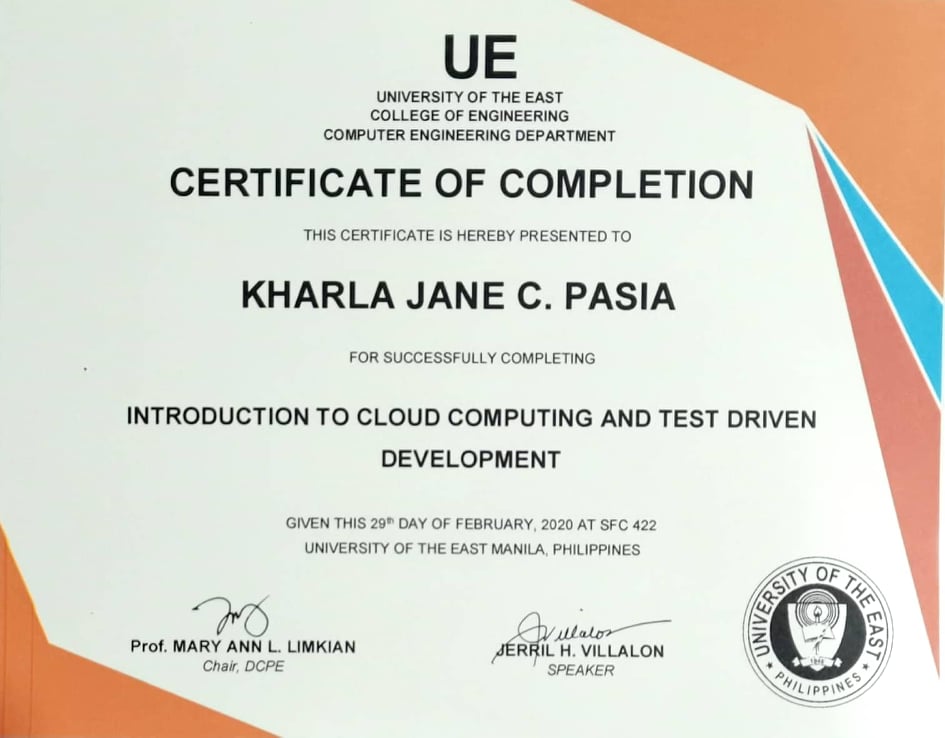 UE
UNIVERSITY OF THE EAST
COLLEGE OF ENGINEERING
COMPUTER ENGINEERING DEPARTMENT
CERTIFICATE OF COMPLETION
THIS CERTIFICATE IS HEREBY PRESENTED TO
KHARLA JANE C. PASIA
FOR SUCCESSFULLY COMPLETING
INTRODUCTION TO CLOUD COMPUTING AND TEST DRIVEN
DEVELOPMENT
GIVEN THIS 29th DAY OF FEBRUARY, 2020 AT SFC 422
UNIVERSITY OF THE EAST MANILA, PHILIPPINES
Prof. MARY ANN L. LIMKIAN
Chair, DCPE
JVillalon
JERRIL H. VILLALON
SPEAKER
UNIVERSITY OF THE EAST
1946
PHILIPPINES